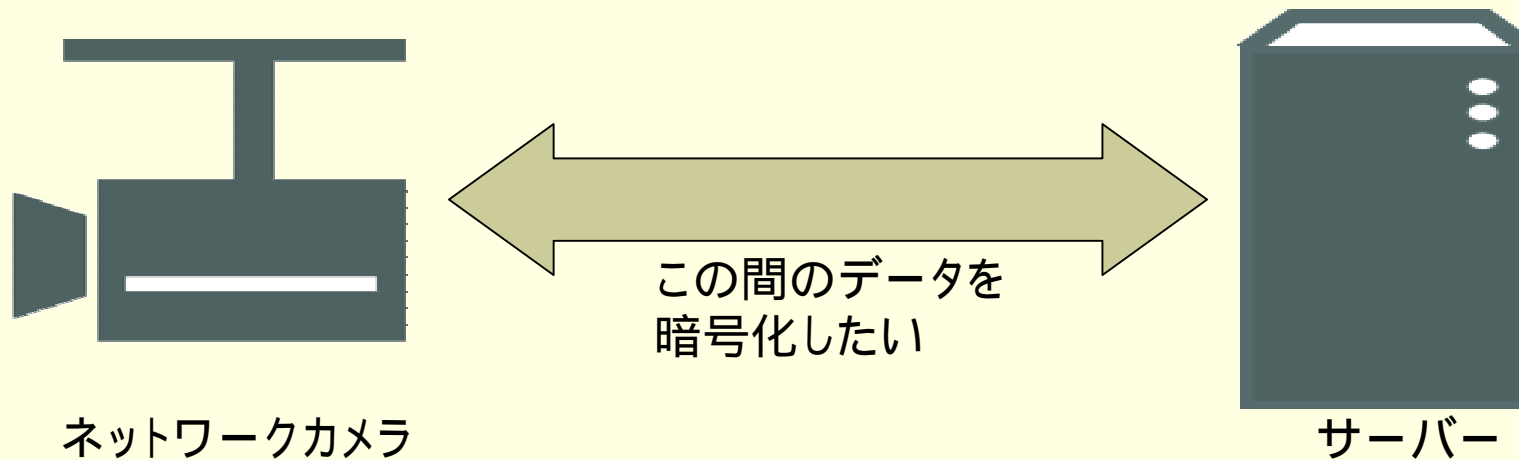 この間のデータを
暗号化したい
ネットワークカメラ
サーバー